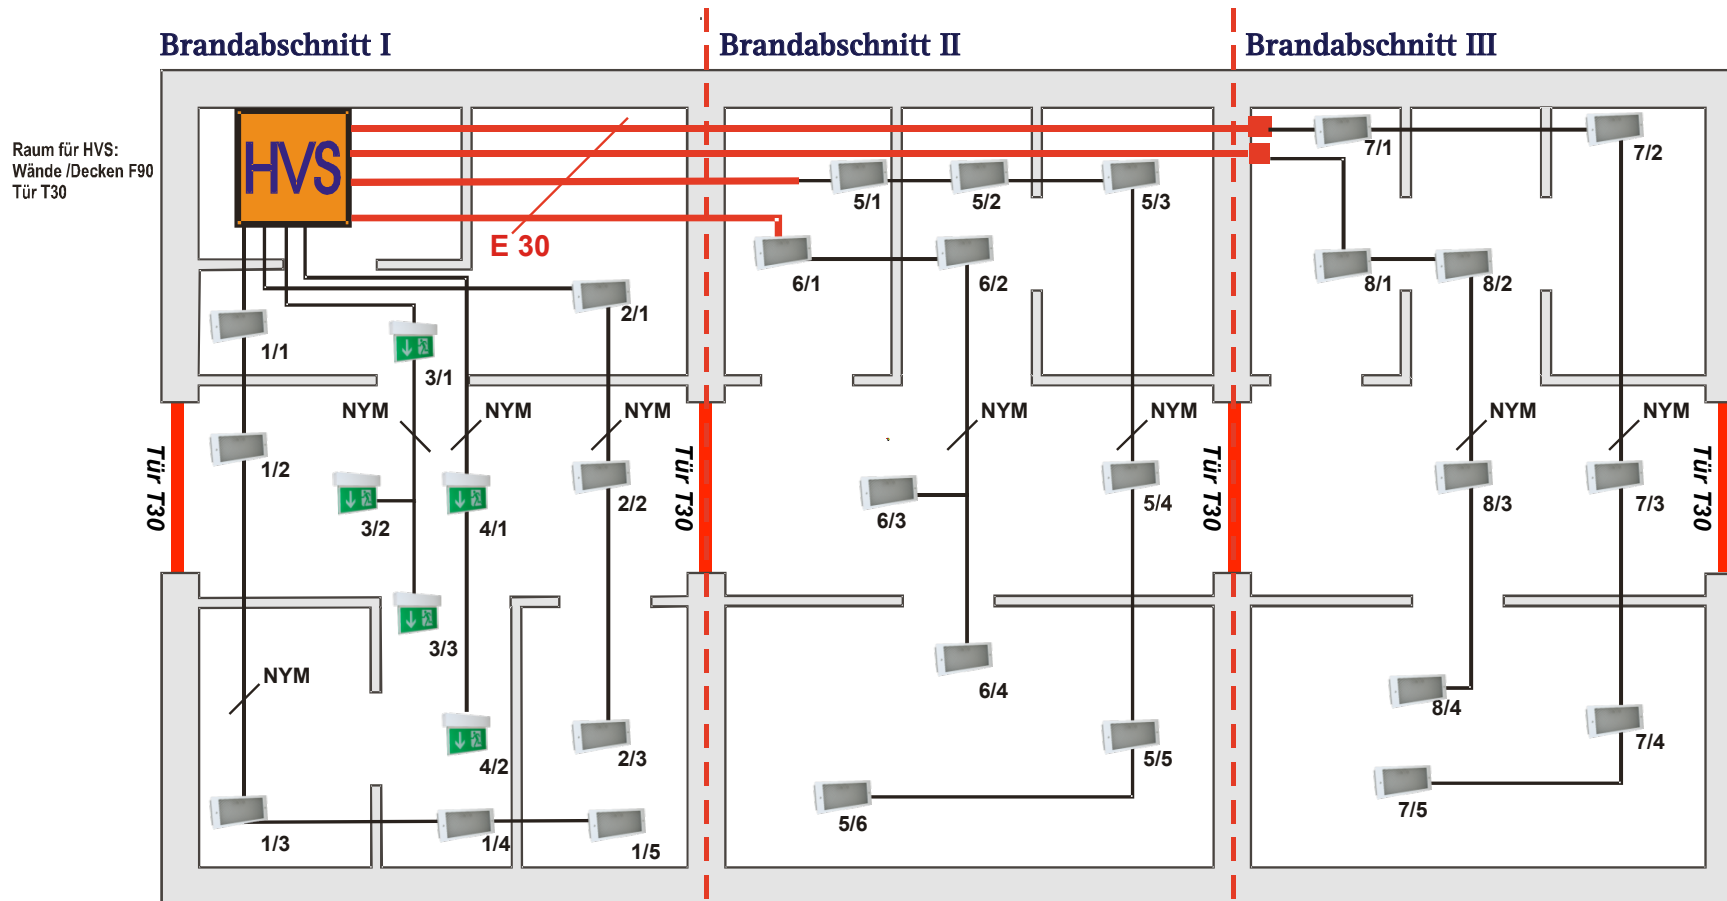 Brandabschnitt I
Brandabschnitt II
Brandabschnitt III
Raum für HVS:
Wände /Decken F90
Tür T30
HVS
E 30
7/1
7/2
5/1
5/2
5/3
6/1
6/2
8/1
8/2
2/1
1/1
3/1
NYM
NYM
NYM
NYM
NYM
NYM
NYM
Tür T30
Tür T30
Tür T30
Tür T30
1/2
3/2
4/1
2/2
6/3
5/4
8/3
7/3
3/3
NYM
6/4
8/4
7/4
4/2
2/3
5/5
7/5
5/6
1/3
1/4
1/5